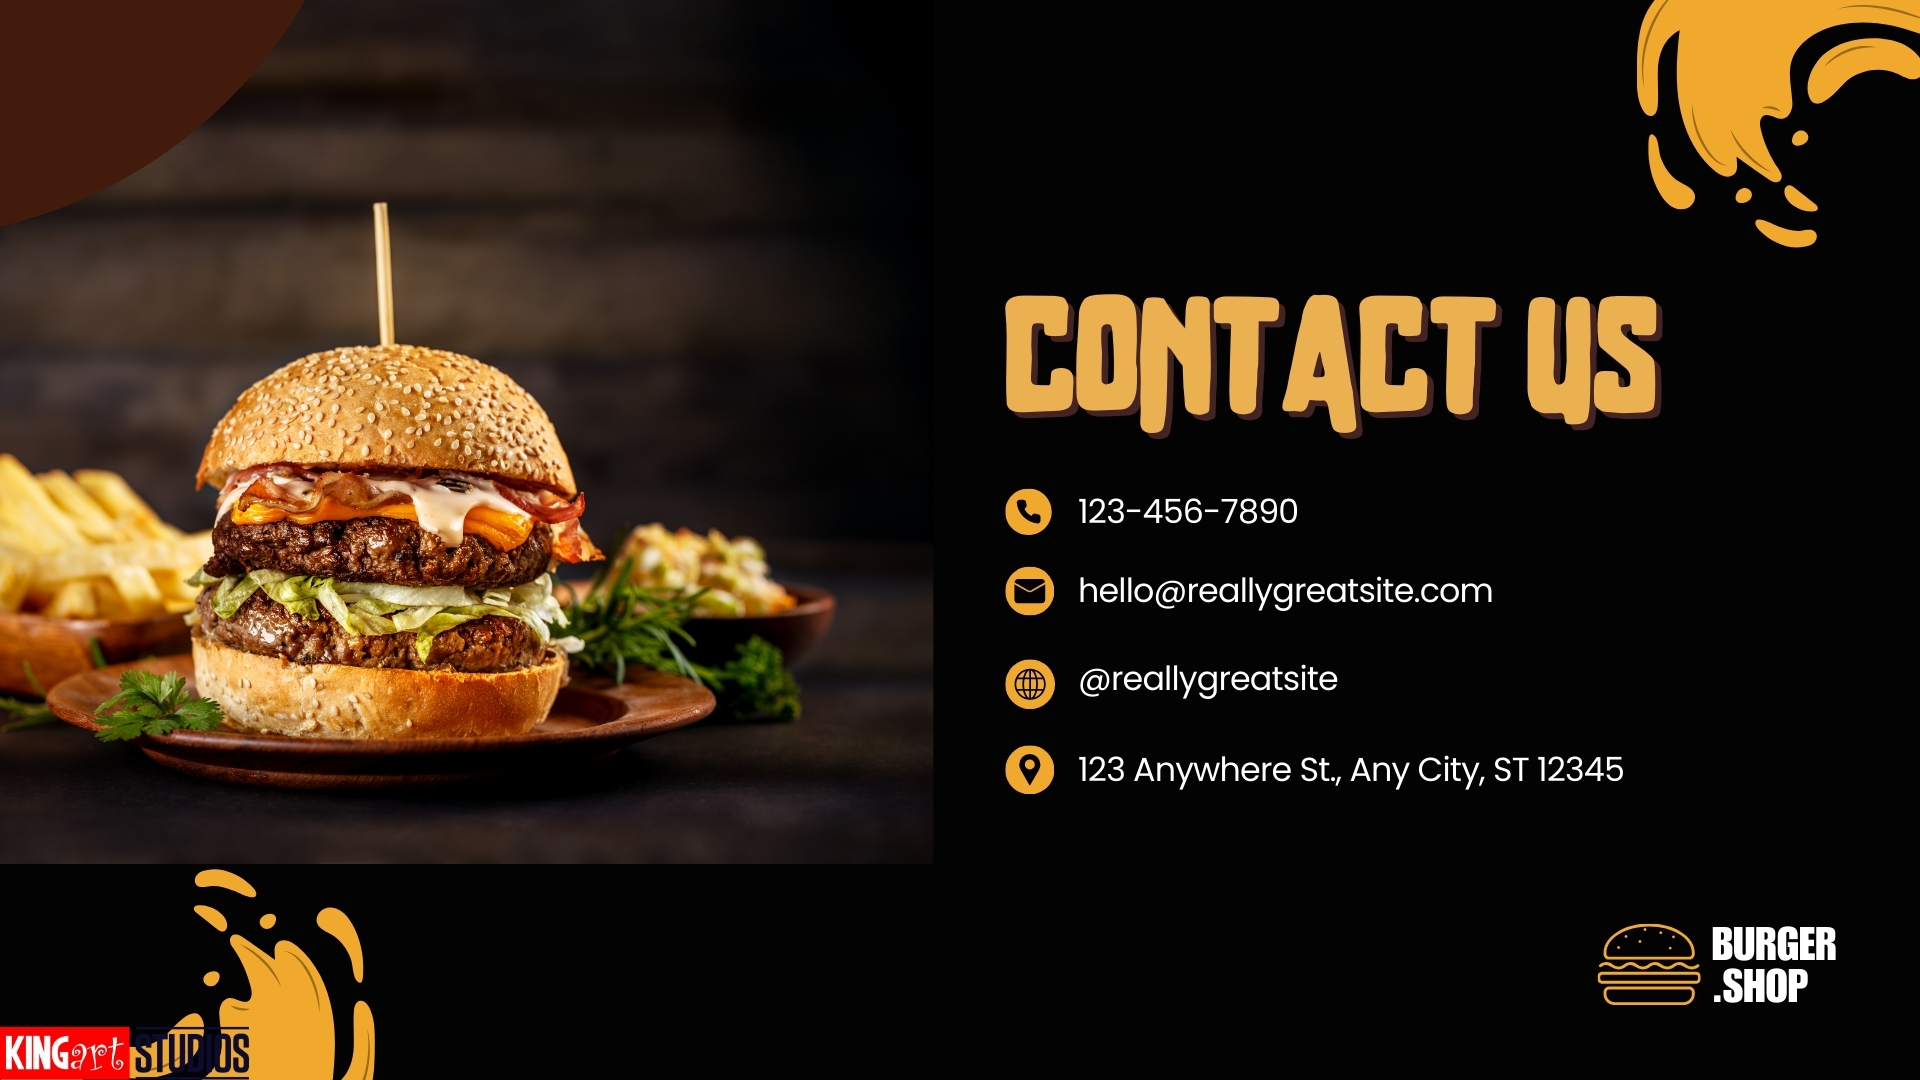 CONTACT US
123-456-7890
hello@reallygreatsite.com
@reallygreatsite
123 Anywhere St., Any City, ST 12345
BURGER
.SHOP
KINGart STUDIOS